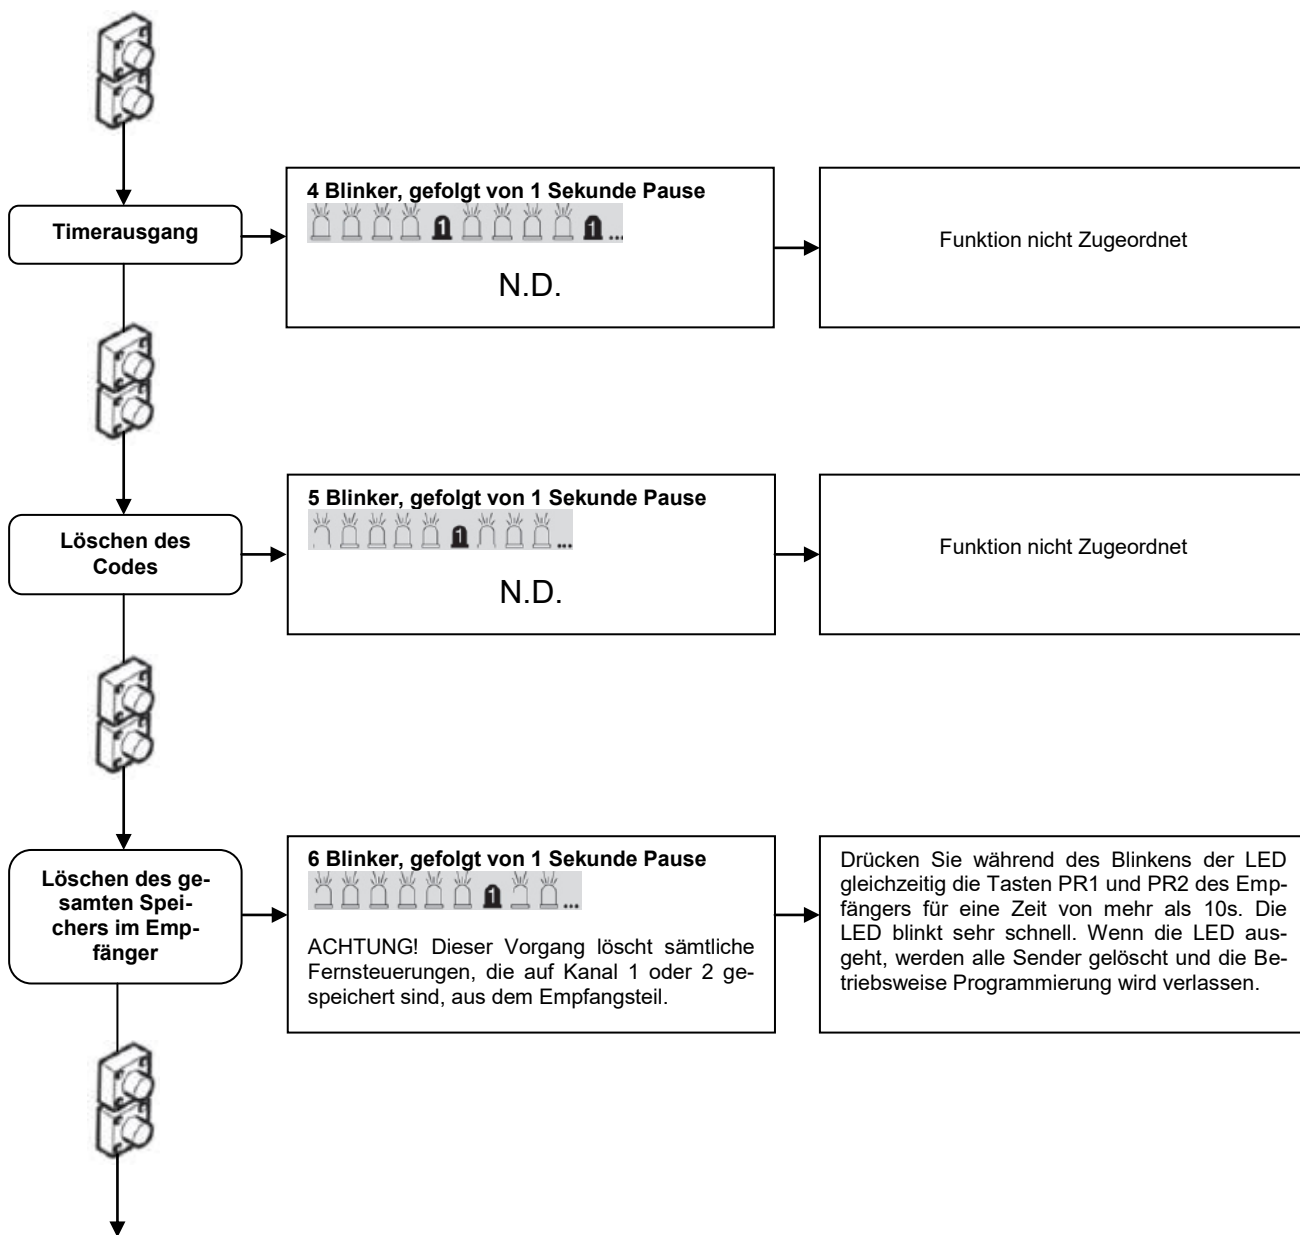 Timerausgang
4 Blinker, gefolgt von 1 Sekunde Pause
1 1 ...
N.D.
Funktion nicht Zugeordnet
Löschen des
Codes
5 Blinker, gefolgt von 1 Sekunde Pause
1 ...
N.D.
Funktion nicht Zugeordnet
Löschen des ge-
samten Spei-
chers im Emp-
fänger
6 Blinker, gefolgt von 1 Sekunde Pause
1 ...
ACHTUNG! Dieser Vorgang löscht sämtliche
Fernsteuerungen, die auf Kanal 1 oder 2 ge-
speichert sind, aus dem Empfangsteil.
Drücken Sie während des Blinkens der LED
gleichzeitig die Tasten PR1 und PR2 des Emp-
fängers für eine Zeit von mehr als 10s. Die
LED blinkt sehr schnell. Wenn die LED aus-
geht, werden alle Sender gelöscht und die Be-
triebsweise Programmierung wird verlassen.